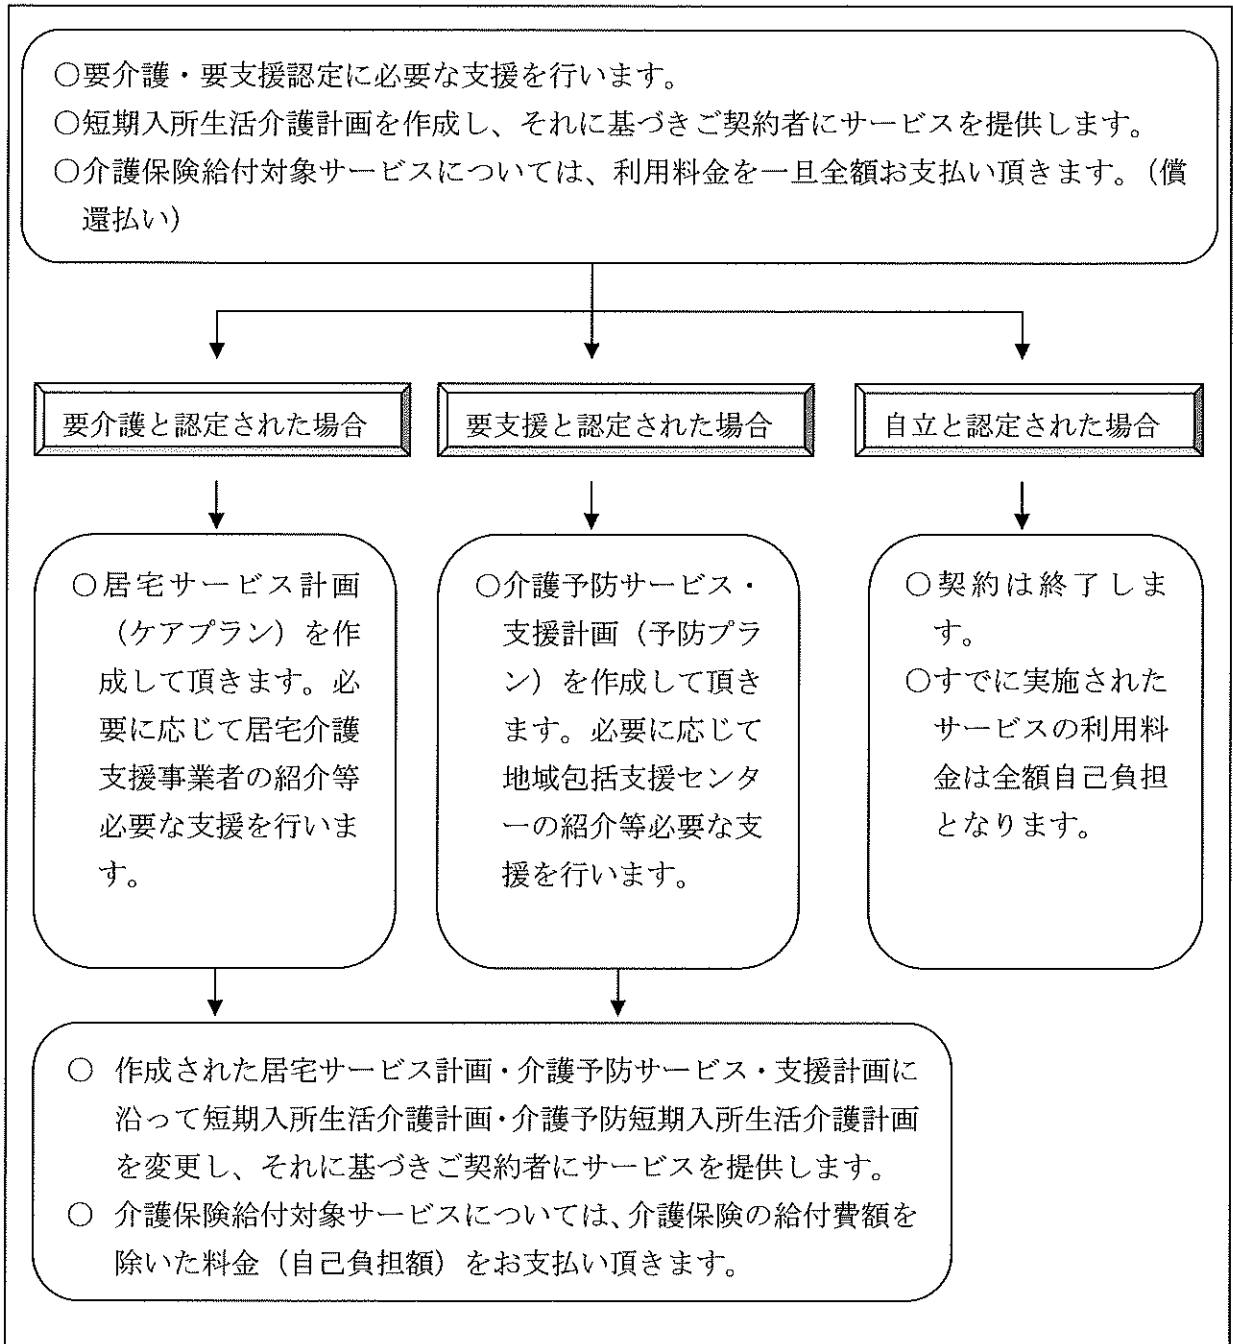 ○要介護・要支援認定に必要な支援を行います。
○短期入所生活介護計画を作成し、それに基づきご契約者にサービスを提供します。
○介護保険給付対象サービスについては、利用料金を一旦全額お支払い頂きます。（償
還払い）
要介護と認定された場合
要支援と認定された場合
自立と認定された場合
○居宅サービス計画
（ケアプラン）を作
成して頂きます。必
要に応じて居宅介護
支援事業者の紹介等
必要な支援を行いま
す。
○介護予防サービス・
支援計画（予防プラ
ン）を作成して頂き
ます。必要に応じて
地域包括支援センタ
ーの紹介等必要な支
援を行います。
○契約は終了しま
す。
○すでに実施された
サービスの利用料
金は全額自己負担
となります。
○ 作成された居宅サービス計画・介護予防サービス・支援計画に
沿って短期入所生活介護計画・介護予防短期入所生活介護計画
を変更し、それに基づきご契約者にサービスを提供します。
○ 介護保険給付対象サービスについては、介護保険の給付費額を
除いた料金（自己負担額）をお支払い頂きます。